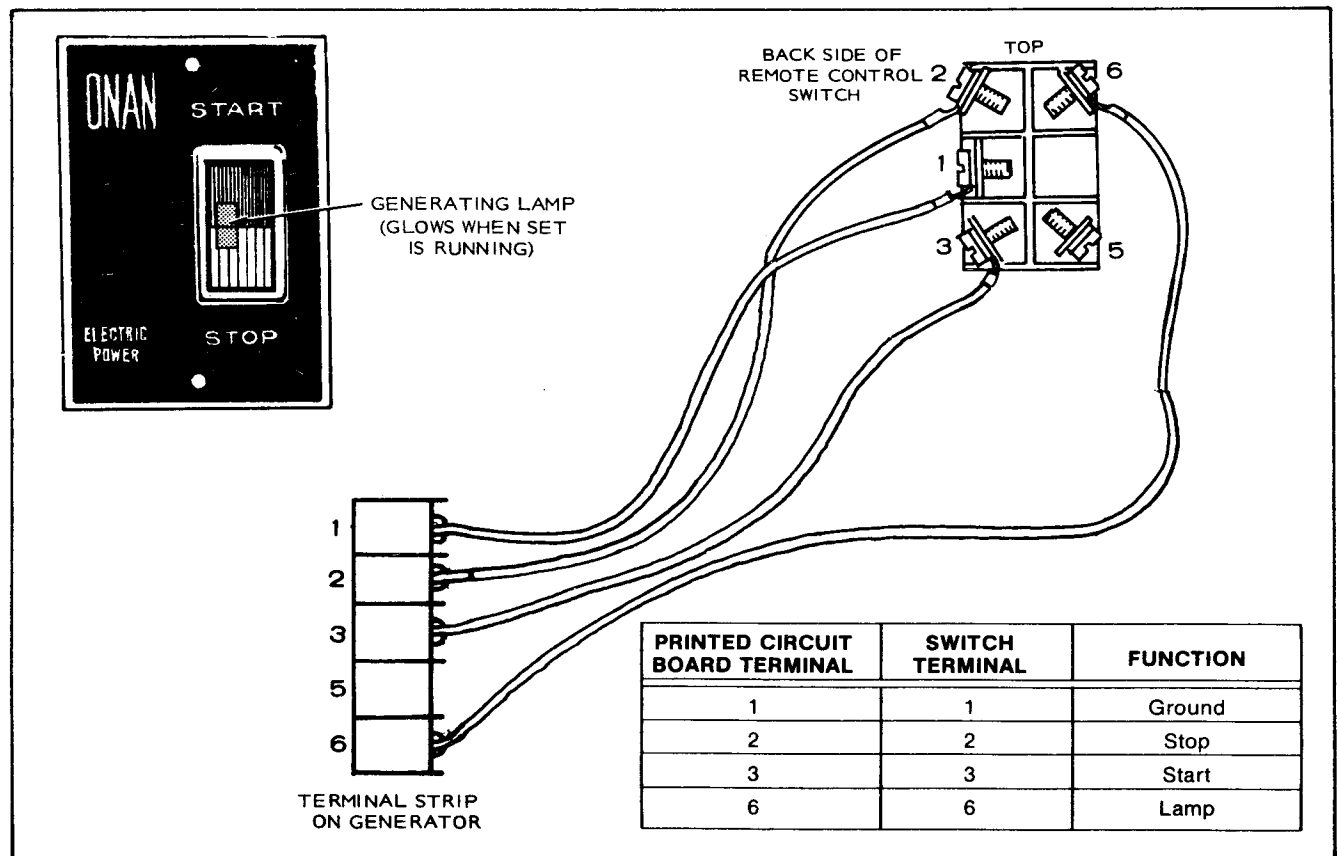 ONAN
START
GENERATING LAMP
(GLOWS WHEN SET
IS RUNNING)
ELECTRIC
POWER
STOP
BACK SIDE OF
REMOTE CONTROL
SWITCH
TOP
2
6
1
3
5
1
2
3
5
6
TERMINAL STRIP
ON GENERATOR
PRINTED CIRCUIT
BOARD TERMINAL
SWITCH
TERMINAL
FUNCTION
1 1 Ground
2 2 Stop
3 3 Start
6 6 Lamp